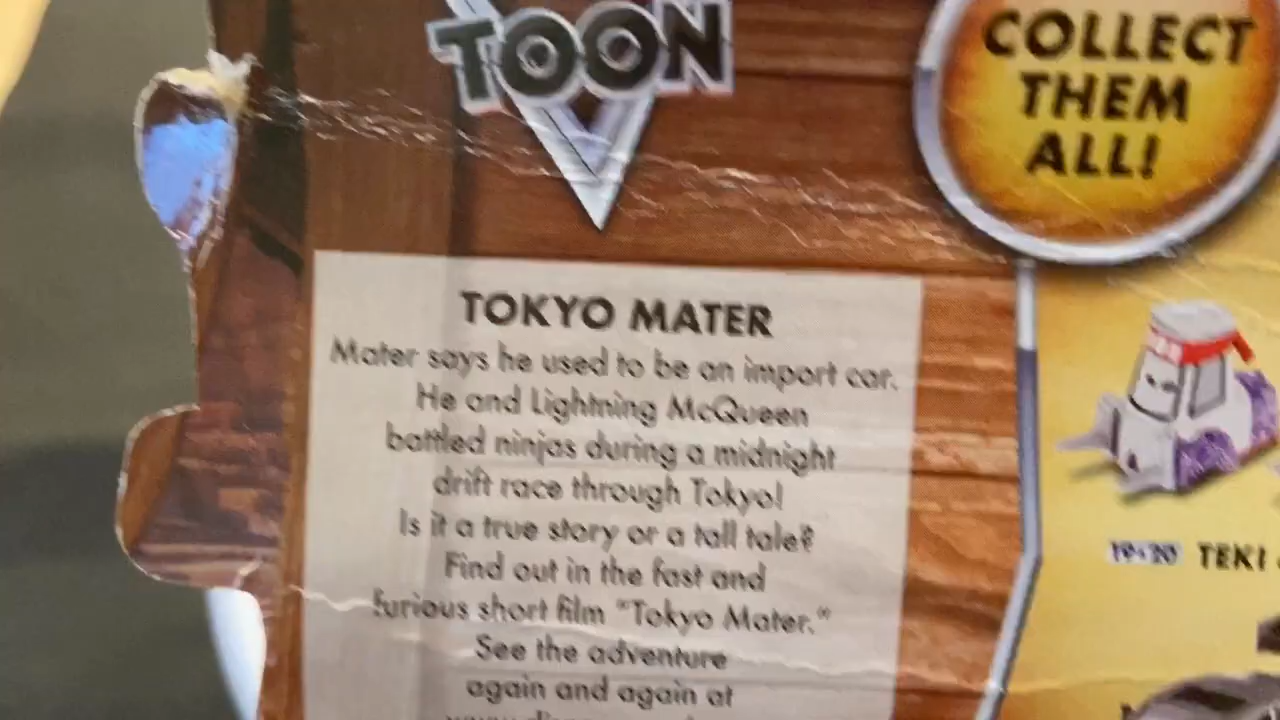 TOON
COLLECT
THEM
ALL!
TOKYO MATER
Mater says he used to be an import car.
He and Lightning McQueen
battled ninjas during a midnight
drift race through Tokyo!
Is it a true story or a tall tale?
Find out in the fast and
furious short film "Tokyo Mater."
See the adventure
again and again at
19•20 TEKI